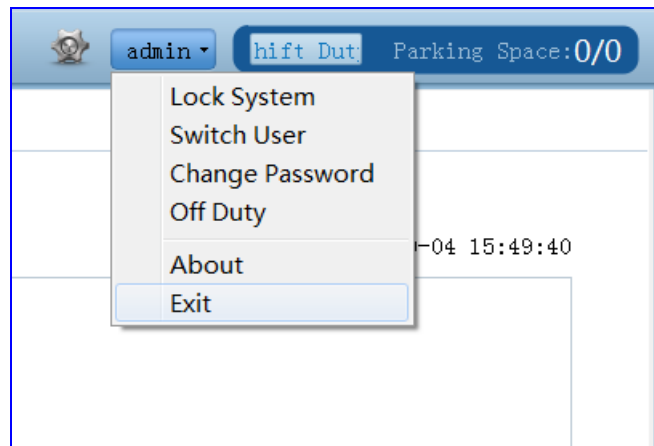 admin
hift Dut
Parking Space:0/0
Lock System
Switch User
Change Password
Off Duty
-04 15:49:40
About
Exit